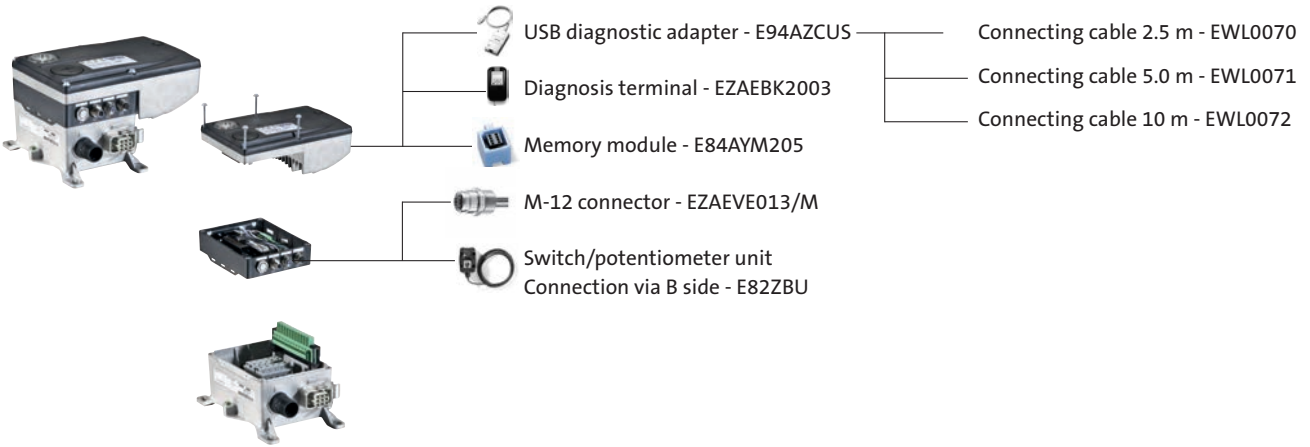 USB diagnostic adapter - E94AZCUS
Connecting cable 2.5 m - EWL0070
Connecting cable 5.0 m - EWL0071
Diagnosis terminal - EZAEBK2003
Connecting cable 10 m - EWL0072
Memory module - E84AYM205
M-12 connector - EZAEVE013/M
Switch/potentiometer unit
Connection via B side - E82ZBU